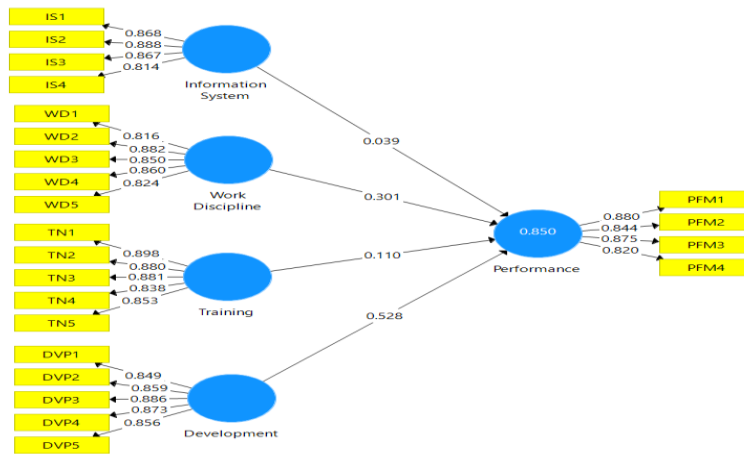 IS1
0.868
IS2
0.888
IS3
0.867
IS4
0.814
Information
System
0.039
WD1
0.816
WD2
0.882
WD3
0.850
WD4
0.860
WD5
0.824
Work
Discipline
0.301
TN1
0.898
TN2
0.880
TN3
0.881
TN4
0.838
TN5
0.853
Training
0.110
DVP1
0.849
DVP2
0.859
DVP3
0.886
DVP4
0.873
DVP5
0.856
Development
0.528
0.850
Performance
PFM1
0.880
PFM2
0.844
PFM3
0.875
PFM4
0.820